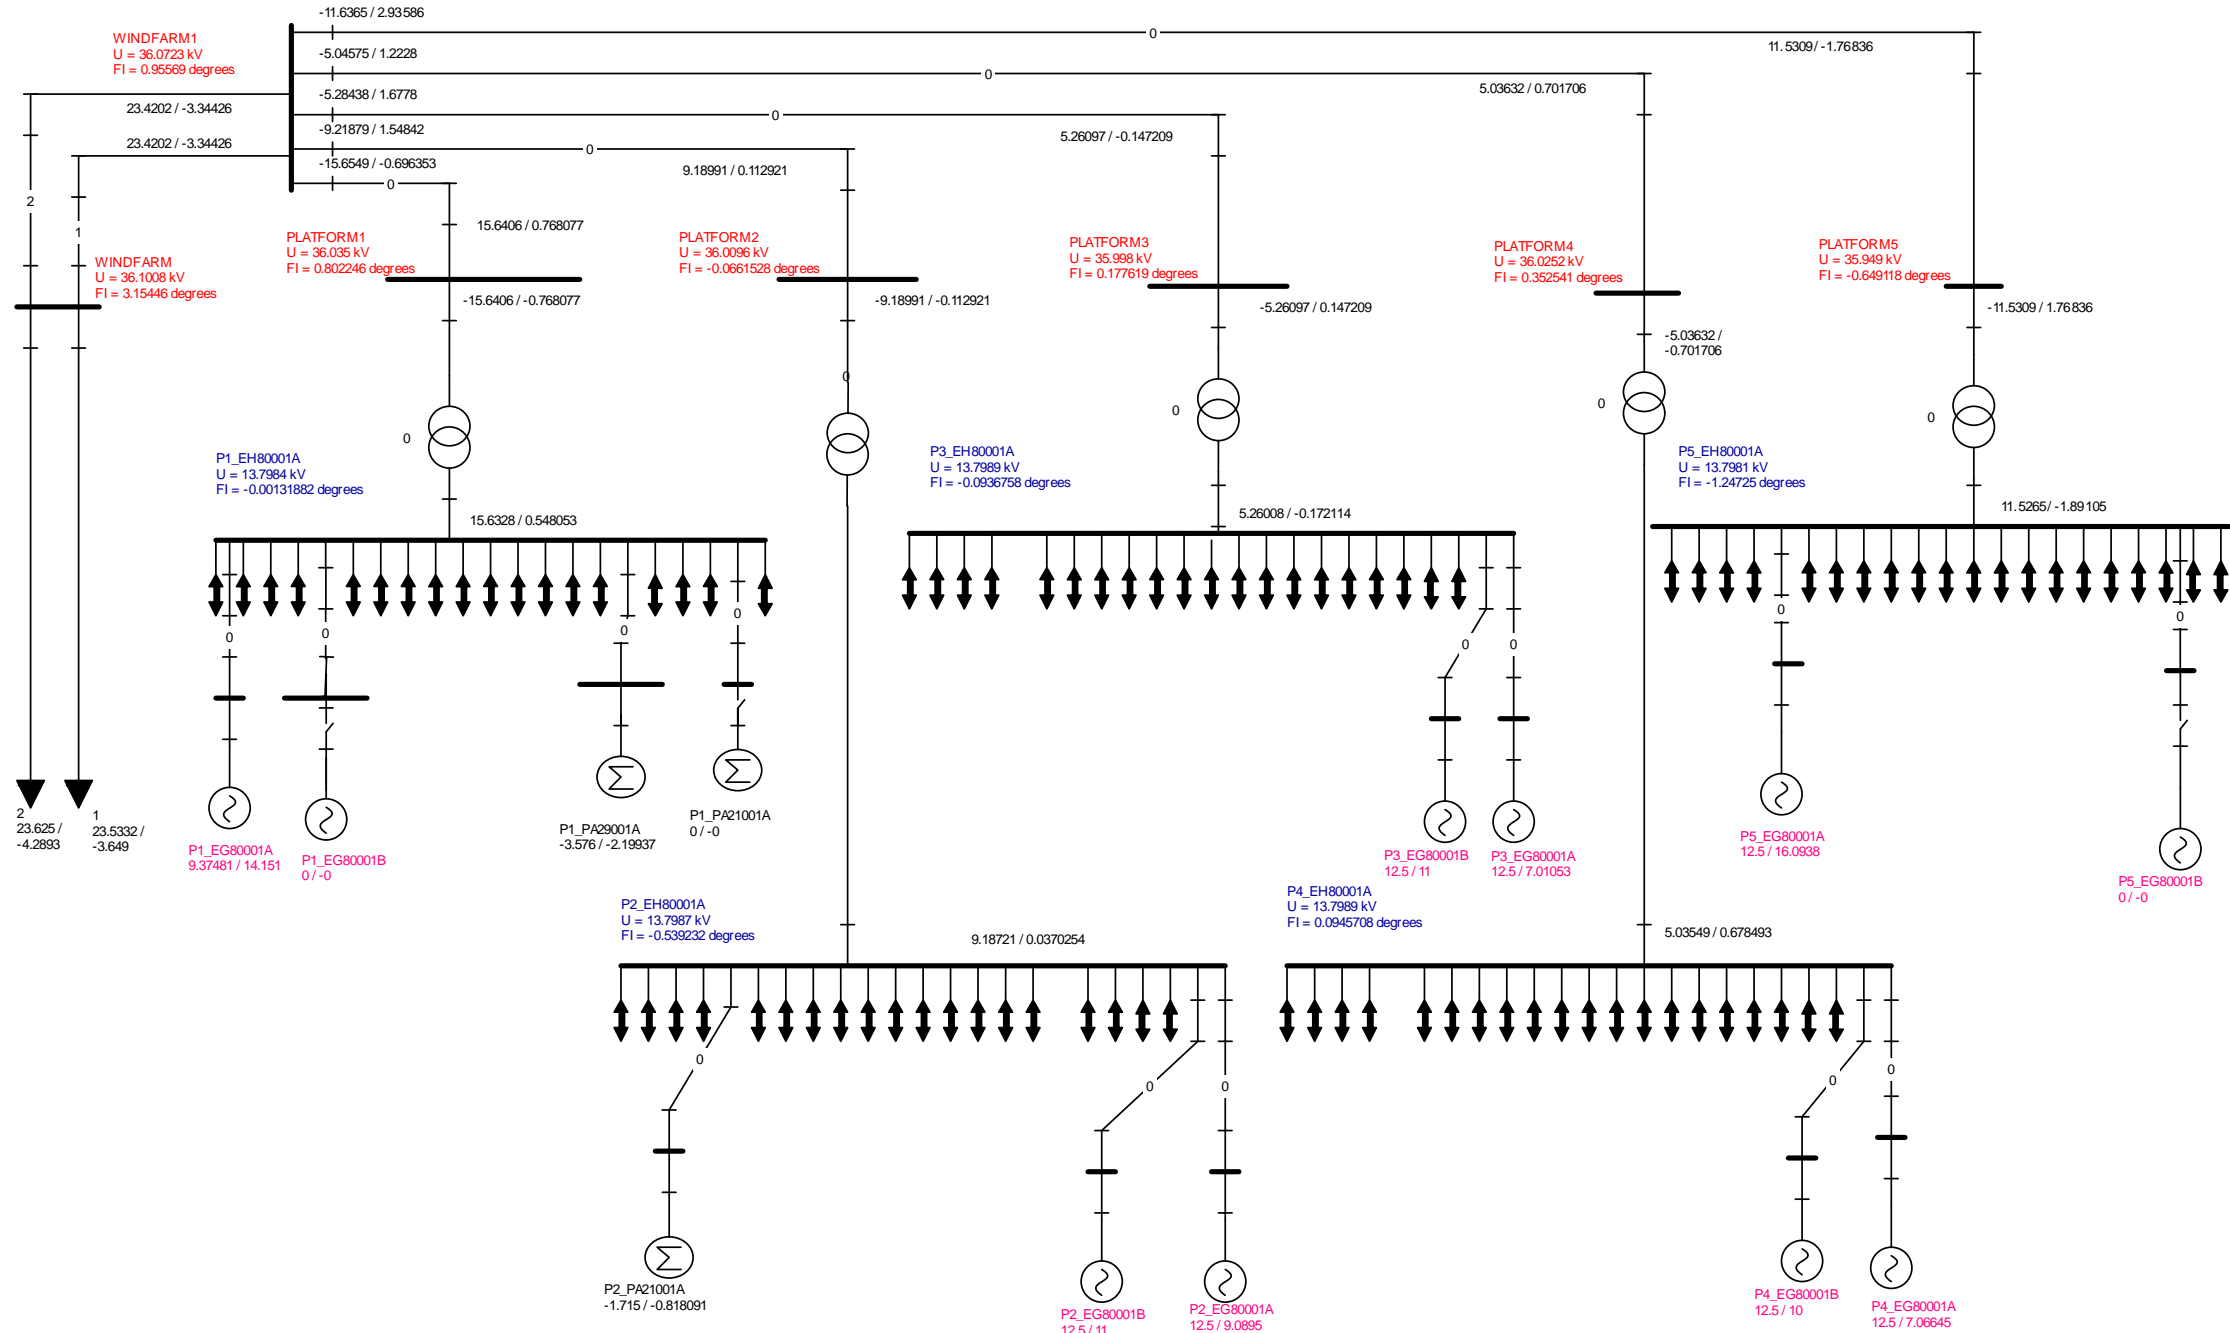 -11.6365 / 2.93586
WINDFARM1
U = 36.0723 kV
FI = 0.95569 degrees
0
11.5309/ -1.76836
-5.04575 / 1.2228
0
5.03632 / 0.701706
-5.28438 / 1.6778
23.4202 / -3.34426
0
5.26097 / -0.147209
-9.21879 / 1.54842
23.4202 / -3.34426
0
9.18991 / 0.112921
-15.6549 / -0.696353
0
2
1
15.6406 / 0.768077
WINDFARM
U = 36.1008 kV
FI = 3.15446 degrees
PLATFORM1
U = 36.035 kV
FI = 0.802246 degrees
-15.6406 / -0.768077
PLATFORM2
U = 36.0096 kV
FI = -0.0661528 degrees
-9.18991 / -0.112921
PLATFORM3
U = 35.998 kV
FI = 0.177619 degrees
-5.26097 / 0.147209
PLATFORM4
U = 36.0252 kV
FI = 0.352541 degrees
-5.03632 /
-0.701706
PLATFORM5
U = 35.949 kV
FI = -0.649118 degrees
-11.5309 / 1.76836
0
0
0
0
0
P1_EH80001A
U = 13.7984 kV
FI = -0.00131882 degrees
15.6328 / 0.548053
P3_EH80001A
U = 13.7989 kV
FI = -0.0936758 degrees
5.26008 / -0.172114
P5_EH80001A
U = 13.7981 kV
FI = -1.24725 degrees
11.5265/ -1.89105
0
0
0
0
0
0
0
0
2
23.625 /
-4.2893
1
23.5332 /
-3.649
P1_EG80001A
9.37481 / 14.151
P1_EG80001B
0 / -0
P1_PA29001A
-3.576 / -2.19937
P1_PA21001A
0 / -0
P3_EG80001B
12.5 / 11
P3_EG80001A
12.5 / 7.01053
P5_EG80001A
12.5 / 16.0938
P5_EG80001B
0 / -0
P2_EH80001A
U = 13.7987 kV
FI = -0.539232 degrees
9.18721 / 0.0370254
P4_EH80001A
U = 13.7989 kV
FI = 0.0945708 degrees
5.03549 / 0.678493
0
0
0
0
0
P2_PA21001A
-1.715 / -0.818091
P2_EG80001B
12.5 / 11
P2_EG80001A
12.5 / 9.0895
P4_EG80001B
12.5 / 10
P4_EG80001A
12.5 / 7.06645